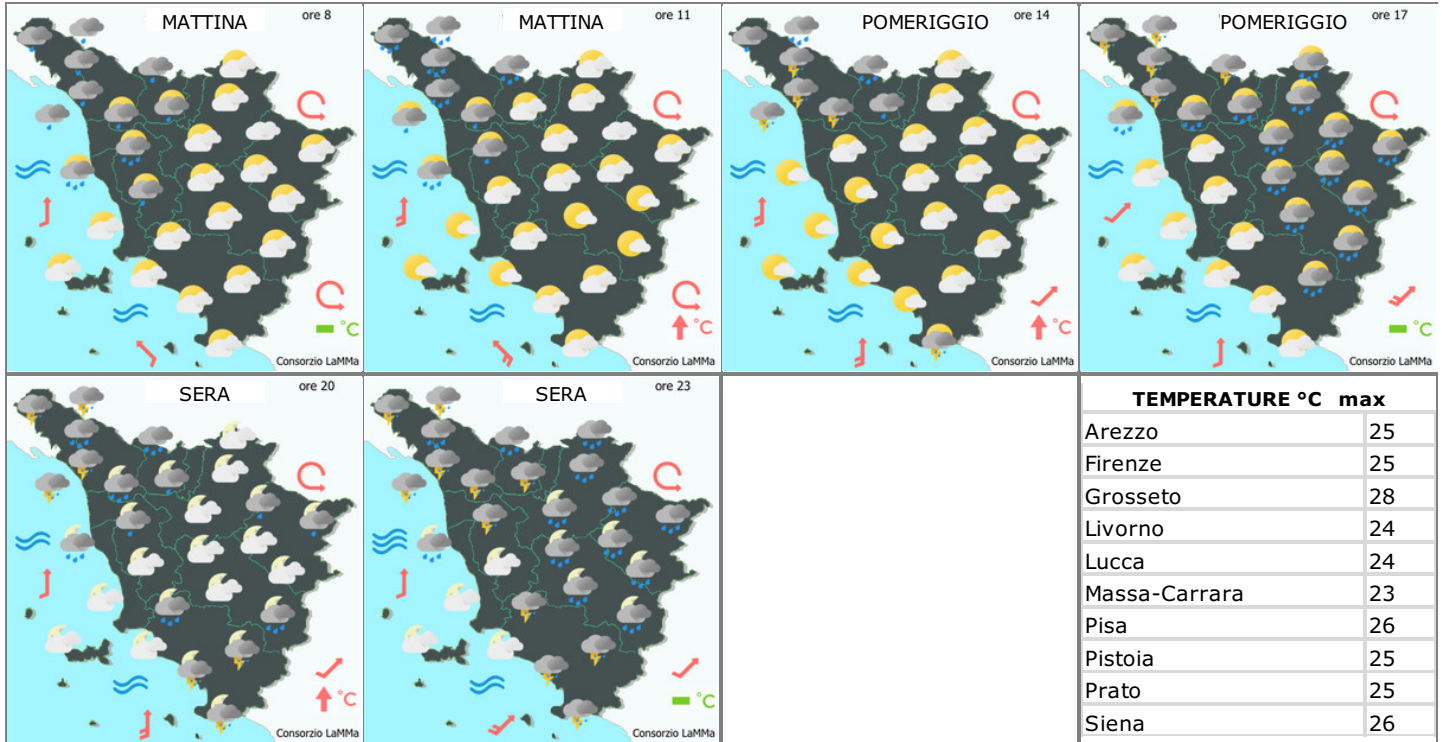 MATTINA ore 8
°C
Consorzio LaMMa
MATTINA ore 11
°C
Consorzio LaMMa
POMERIGGIO ore 14
°C
Consorzio LaMMa
POMERIGGIO ore 17
°C
Consorzio LaMMa
SERA ore 20
°C
Consorzio LaMMa
SERA ore 23
°C
Consorzio LaMMa
TEMPERATURE °C max
Arezzo 25
Firenze 25
Grosseto 28
Livorno 24
Lucca 24
Massa-Carrara 23
Pisa 26
Pistoia 25
Prato 25
Siena 26